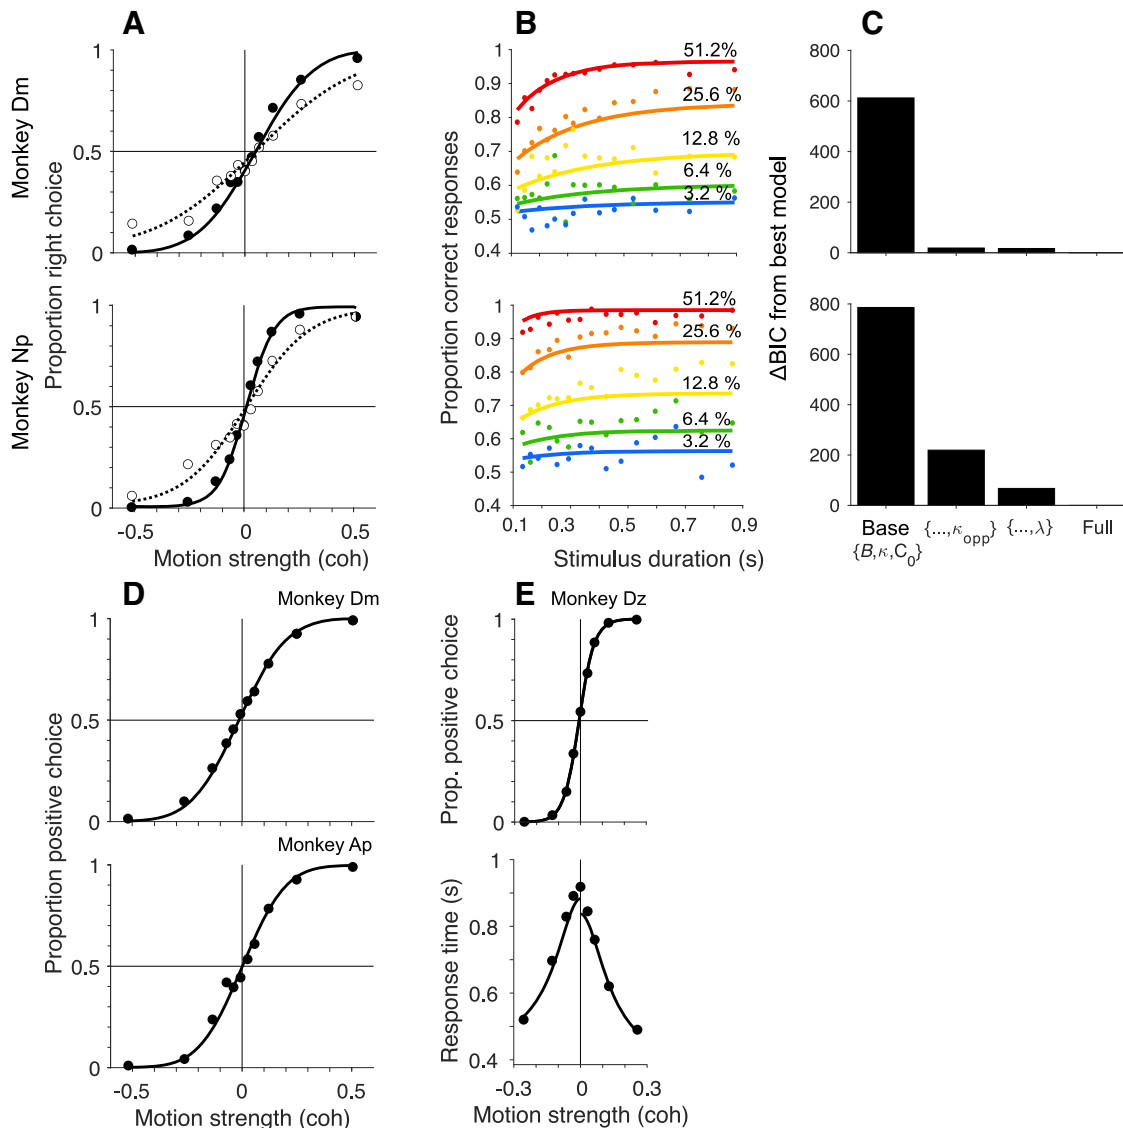 A
B
C
Monkey Dm
Proportion right choice
1
0.5
0
1
0.9
0.8
0.7
0.6
0.5
0.4
51.2%
25.6 %
12.8 %
6.4 %
3.2 %
800
600
400
200
0
Monkey Np
1
0.5
0
-0.5
0
0.5
Motion strength (coh)
Proportion correct responses
1
0.9
0.8
0.7
0.6
0.5
0.4
51.2%
25.6 %
12.8 %
6.4 %
3.2 %
0.1
0.3
0.5
0.7
0.9
Stimulus duration (s)
ΔBIC from best model
800
600
400
200
0
Base
{B,κ,C0}
{...,κopp}
{...,λ}
Full
D
Monkey Dm
Proportion positive choice
1
0.5
0
Monkey Ap
1
0.5
0
-0.5
0
0.5
Motion strength (coh)
E
Monkey Dz
Prop. positive choice
1
0.5
0
Response time (s)
1
0.8
0.6
0.4
-0.3
0
0.3
Motion strength (coh)